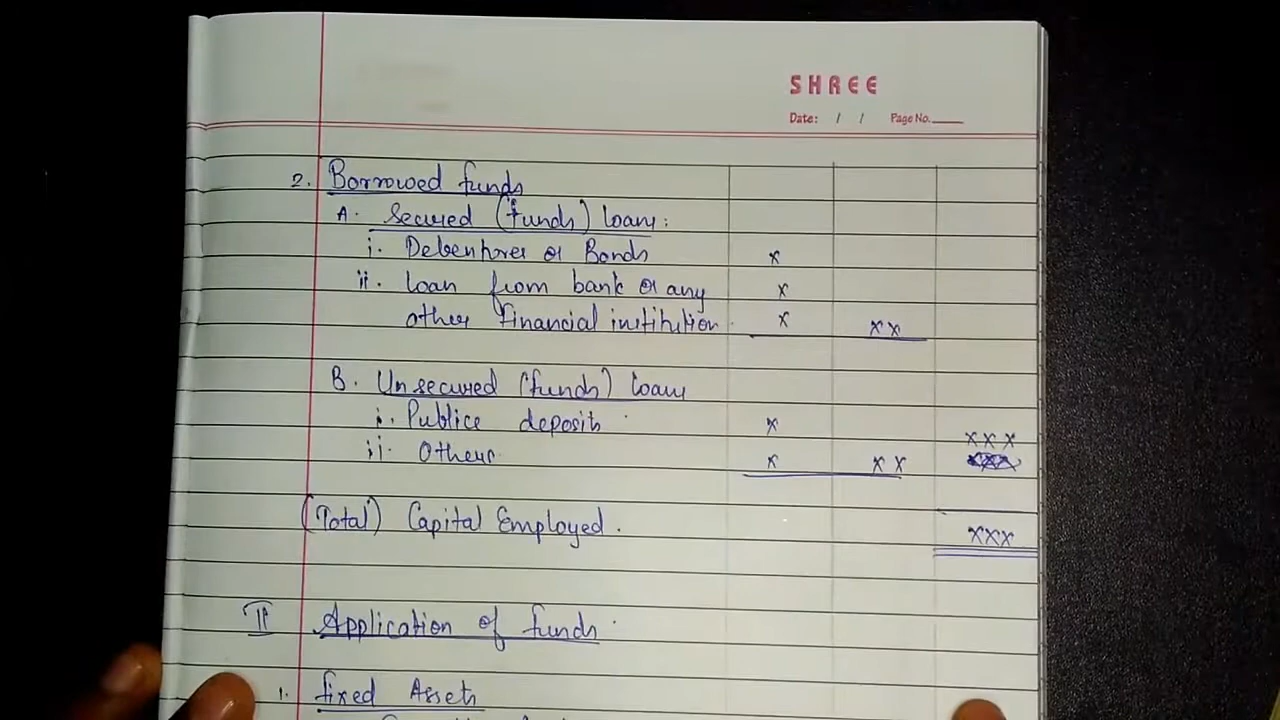 SHREE
Date: / / Page No.
2. Borrowed funds
A. Secured (funds) loans:
i. Debentures or Bonds x
ii. Loan from bank or any x
other financial institution. x xx
B. Unsecured (funds) loans
i. Publice deposits x xxx
ii. Others x xx
(Total) Capital Employed. xxx
II Application of funds.
1. fixed Assets